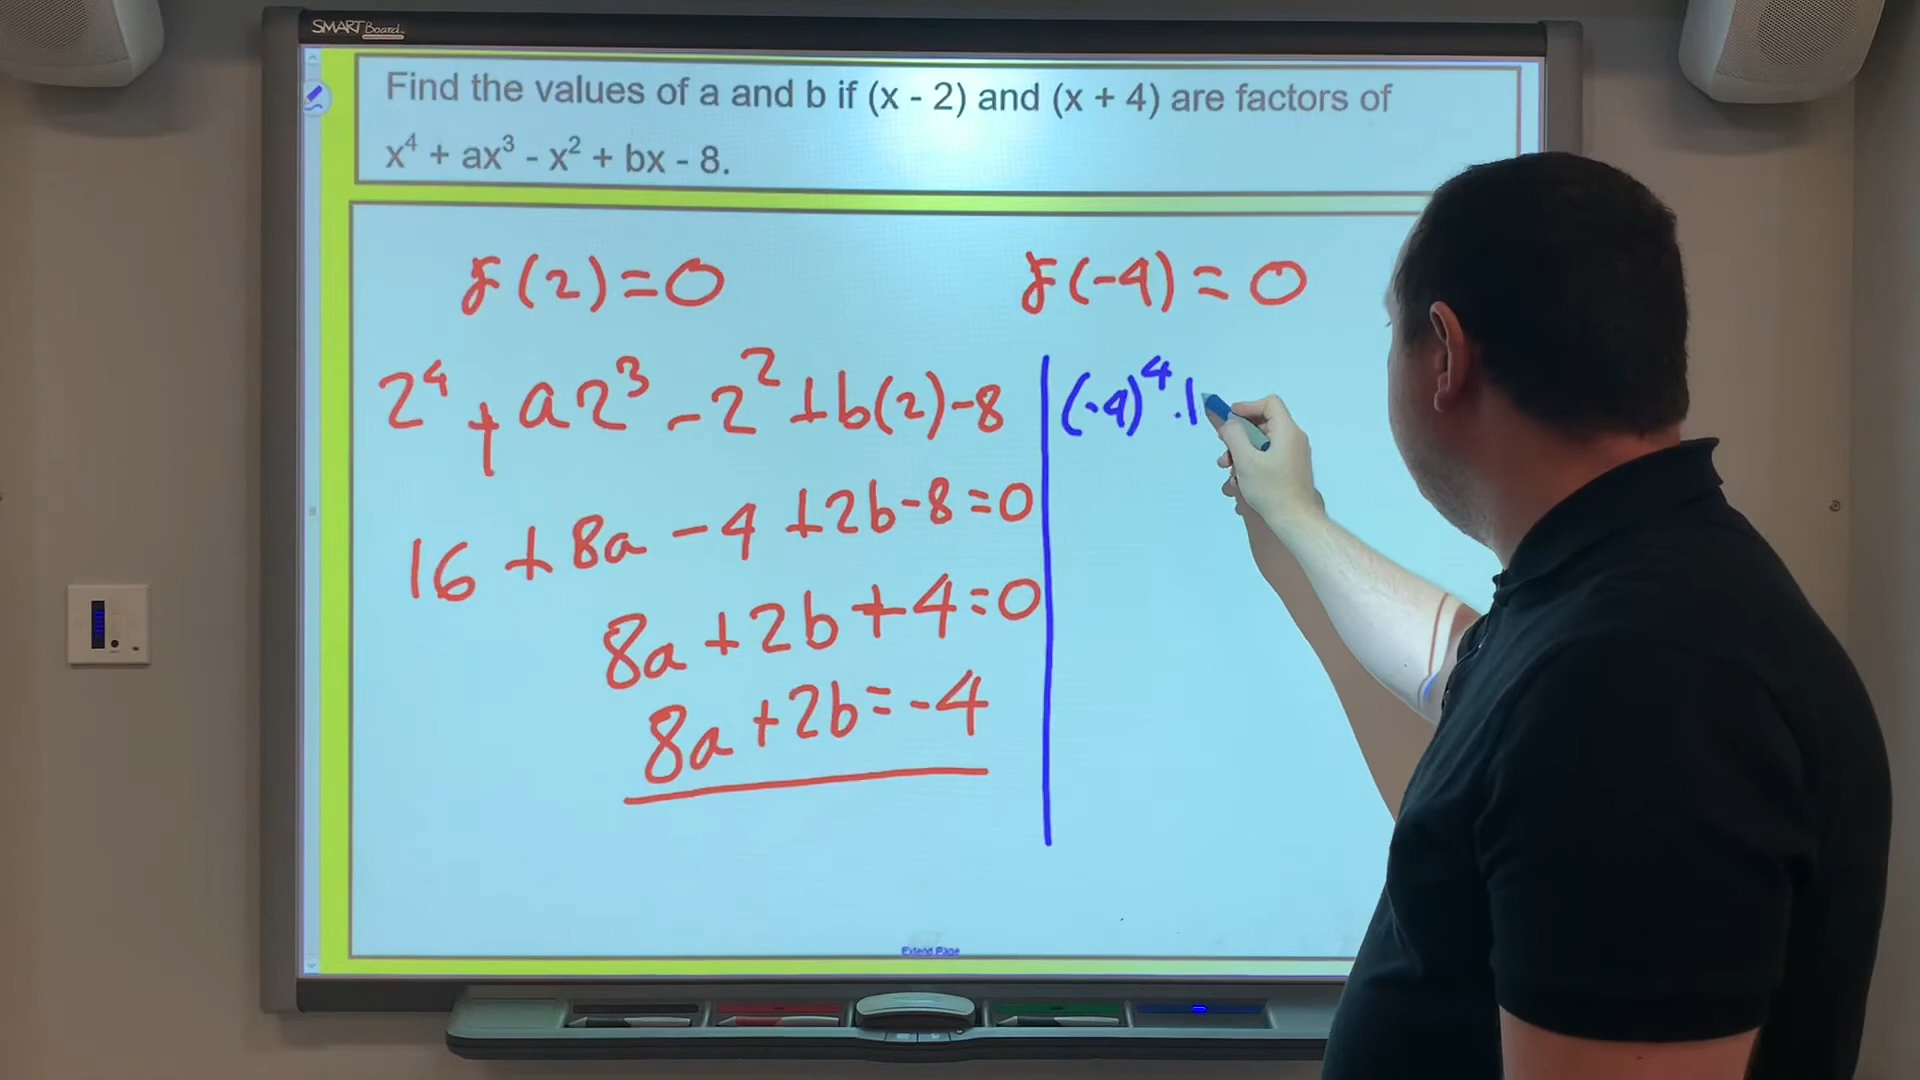 SMART Board
Find the values of a and b if (x - 2) and (x + 4) are factors of
x⁴ + ax³ - x² + bx - 8.
f(2)=0
2⁴ + a2³ - 2² + b(2) - 8
16 + 8a - 4 + 2b - 8 = 0
8a + 2b + 4 = 0
8a + 2b = -4
f(-4) = 0
(-4)⁴
Extend Page